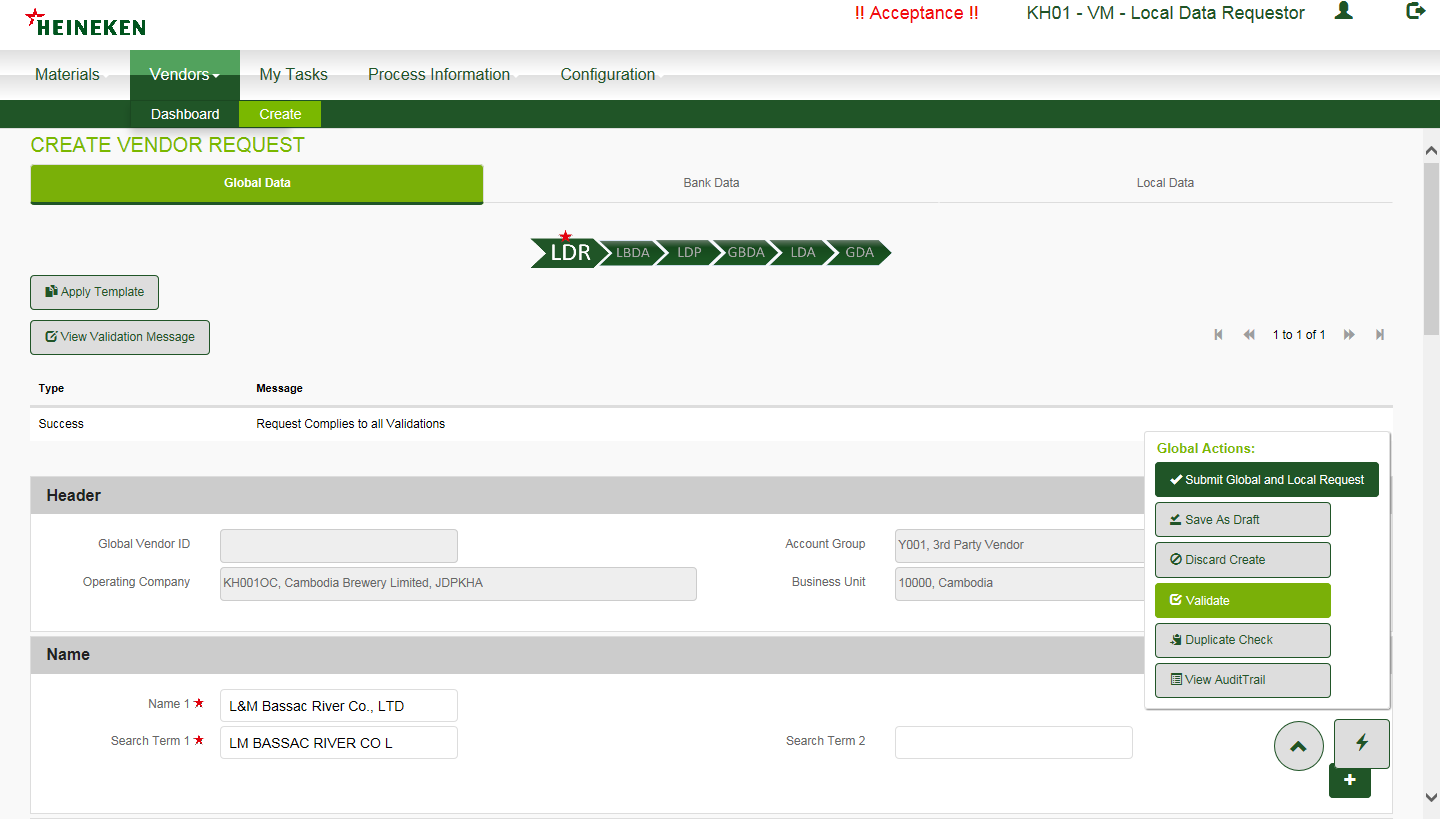 HEINEKEN
!! Acceptance !! KH01 - VM - Local Data Requestor
Materials Vendors My Tasks Process Information Configuration
Dashboard Create
CREATE VENDOR REQUEST
Global Data Bank Data Local Data
LDR LBDA LDP GBDA LDA GDA
Apply Template
View Validation Message
1 to 1 of 1
Type Message
Success Request Complies to all Validations
Global Actions:
Submit Global and Local Request
Save As Draft
Discard Create
Validate
Duplicate Check
View AuditTrail
Header
Global Vendor ID Account Group Y001, 3rd Party Vendor
Operating Company KH001OC, Cambodia Brewery Limited, JDPKHA Business Unit 10000, Cambodia
Name
Name 1 L&M Bassac River Co., LTD
Search Term 1 LM BASSAC RIVER CO L Search Term 2